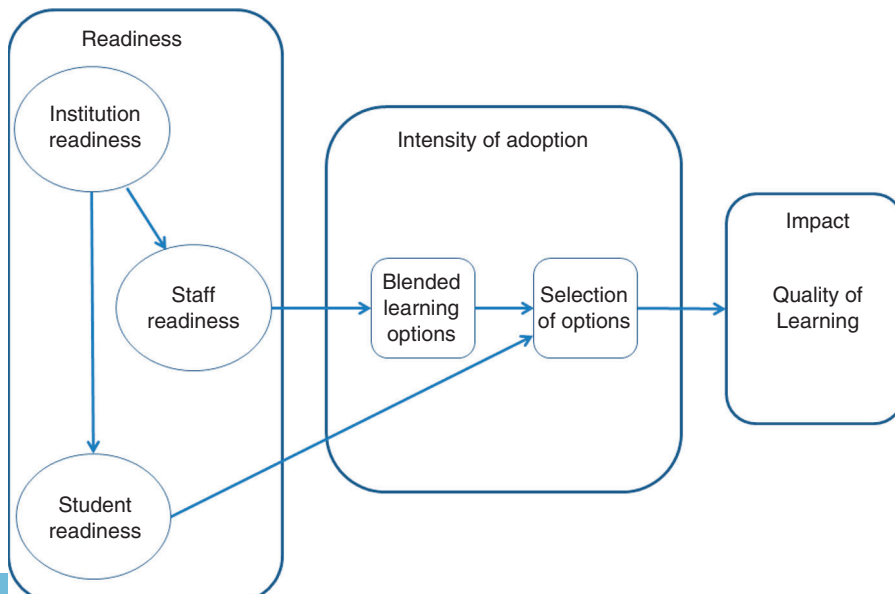 Readiness
Institution
readiness
Staff
readiness
Student
readiness
Intensity of adoption
Blended
learning
options
Selection
of options
Impact
Quality of
Learning